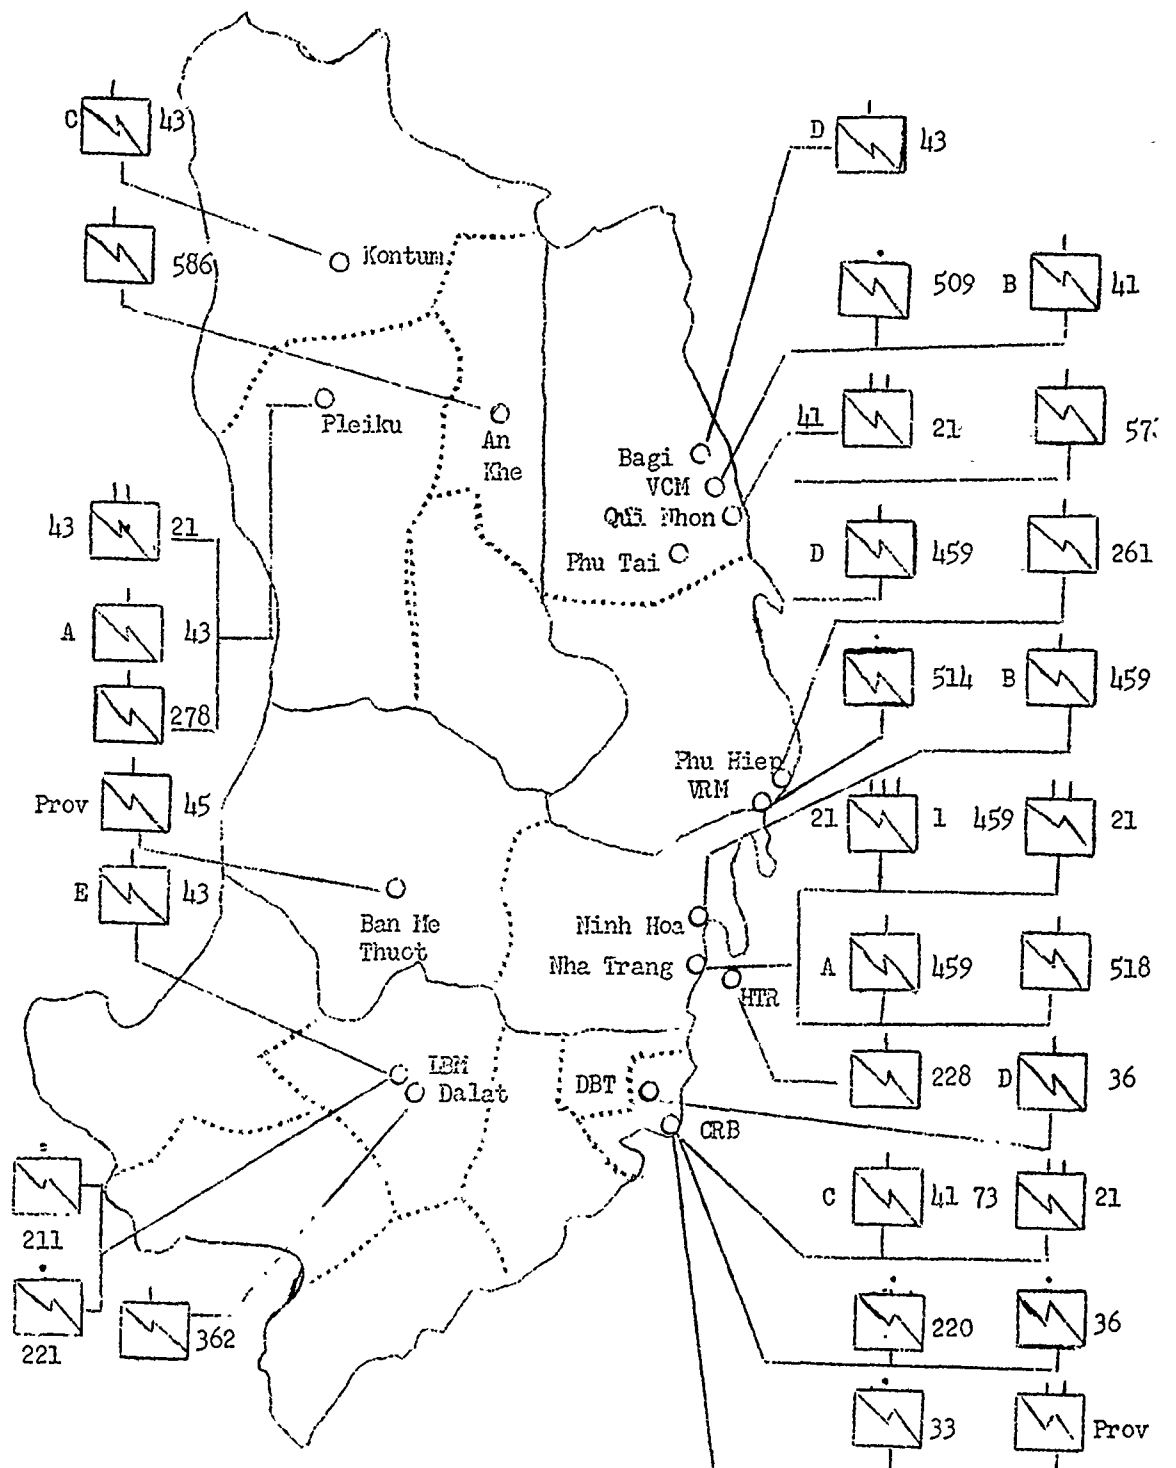 C 43
586
Kontum
Pleiku
An
Khe
43 21
A 43
278
Prov 45
E 43
Ban Me
Thuot
LBM
Dalat
211
221
362
D 43
509 B 41
41 21
Bagi
VCM
Qui Nhon
Phu Tai
D 459 261
514 B 459
Phu Hiep
VRM
21 1 459 21
Ninh Hoa
Nha Trang
HTR
A 459 518
228 D 36
DBT
CRB
C 41 73 21
220 36
33 Prov